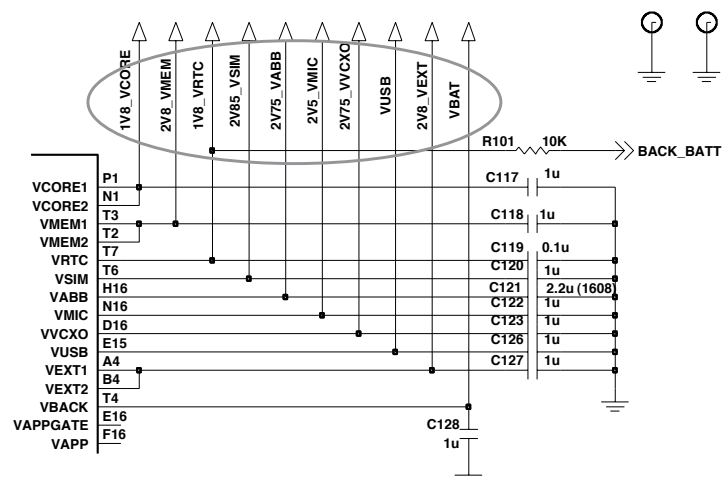 1V8_VCORE
2V8_VMEM
1V8_VRTC
2V85_VSIM
2V75_VABB
2V5_VMIC
2V75_VVCXO
VUSB
2V8_VEXT
VBAT
R101 10K
BACK_BATT
VCORE1 P1
C117 1u
VCORE2 N1
VMEM1 T3
C118 1u
VMEM2 T2
VRTC T7
C119 0.1u
VSIM T6
C120 1u
VABB H16
C121 2.2u (1608)
VMIC N16
C122 1u
VVCXO D16
C123 1u
VUSB E15
C126 1u
VEXT1 A4
C127 1u
VEXT2 B4
VBACK T4
VAPPGATE E16
C128
1u
VAPP F16